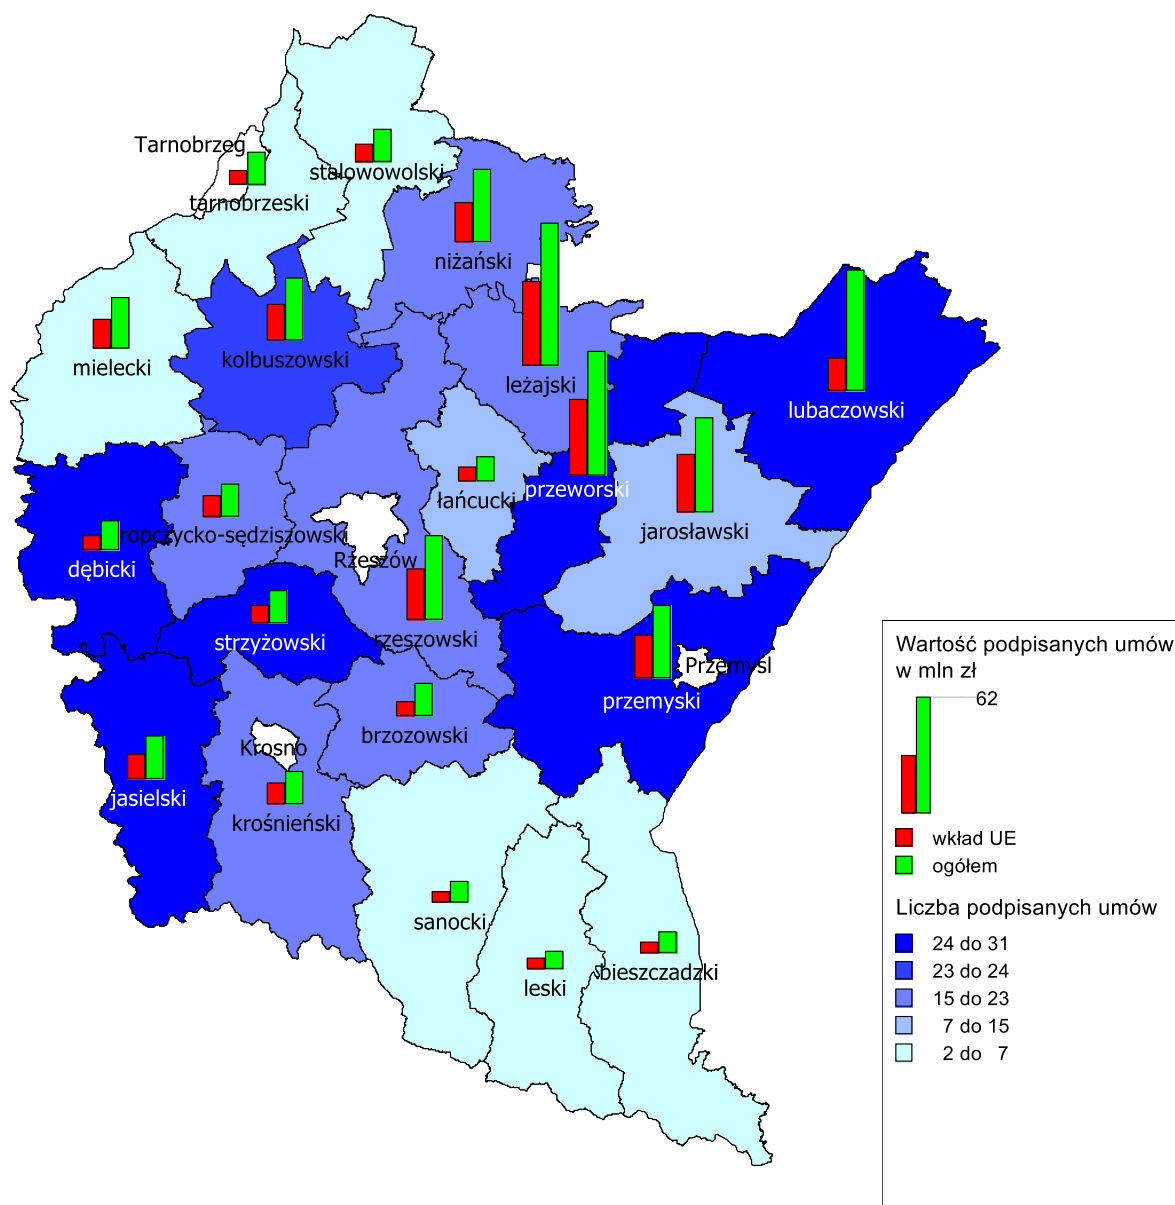 Tarnobrzeg
stalowowolski
tarnobrzeski
niżański
mielecki
kolbuszowski
leżajski
lubaczowski
łańcucki
przeworski
jarosławski
ropczycko-sędziszowski
Rzeszów
dębicki
strzyżowski
rzeszowski
Przemysl
przemyski
brzozowski
Krosno
jasielski
krośnieński
sanocki
leski
bieszczadzki
Wartość podpisanych umów
w mln zł
62
wkład UE
ogółem
Liczba podpisanych umów
24 do 31
23 do 24
15 do 23
7 do 15
2 do 7